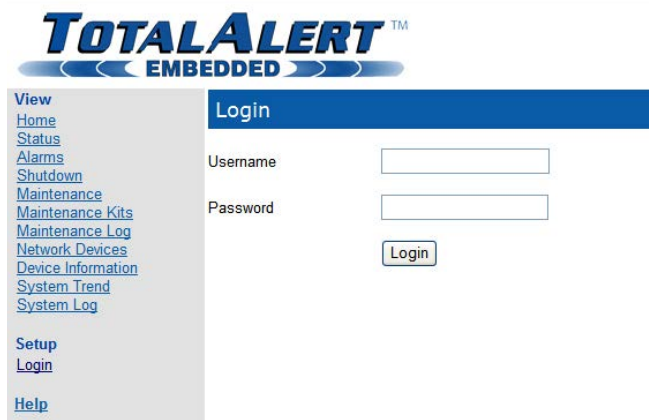 TOTALALERT™
EMBEDDED
View
Home
Status
Alarms
Shutdown
Maintenance
Maintenance Kits
Maintenance Log
Network Devices
Device Information
System Trend
System Log
Setup
Login
Help
Login
Username
Password
Login